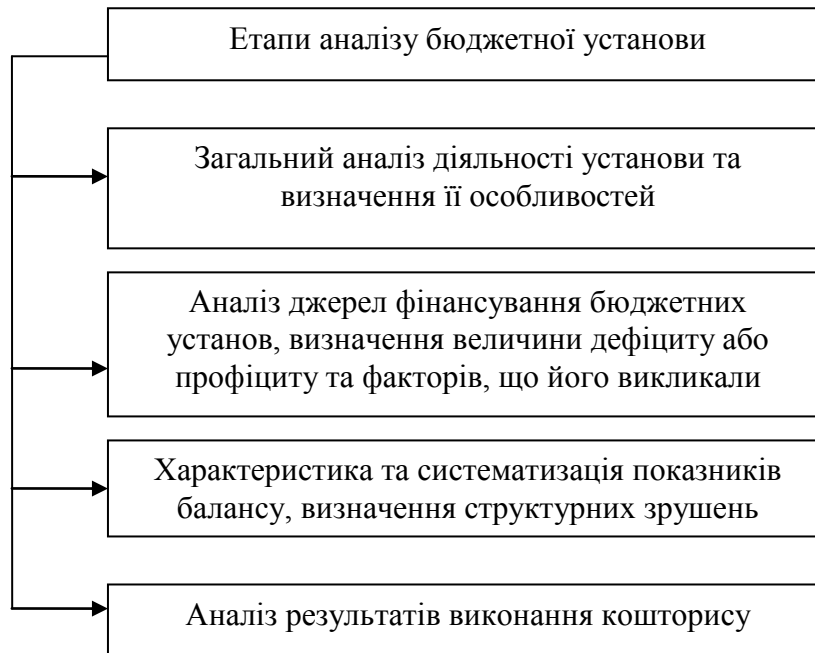 Етапи аналізу бюджетної установи
Загальний аналіз діяльності установи та
визначення її особливостей
Аналіз джерел фінансування бюджетних
установ, визначення величини дефіциту або
профіциту та факторів, що його викликали
Характеристика та систематизація показників
балансу, визначення структурних зрушень
Аналіз результатів виконання кошторису